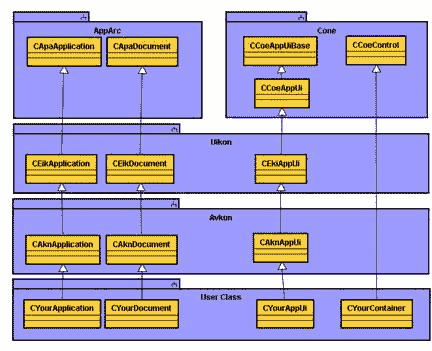 AppArc
Cone
CApaApplication CApaDocument
CCoeAppUiBase CCoeControl
CCoeAppUi
Uikon
CEikApplication CEikDocument CEkiAppUi
Avkon
CAknApplication CAknDocument CAknAppUi
User Class
CYourApplication CYourDocument CYourAppUi CYourContainer